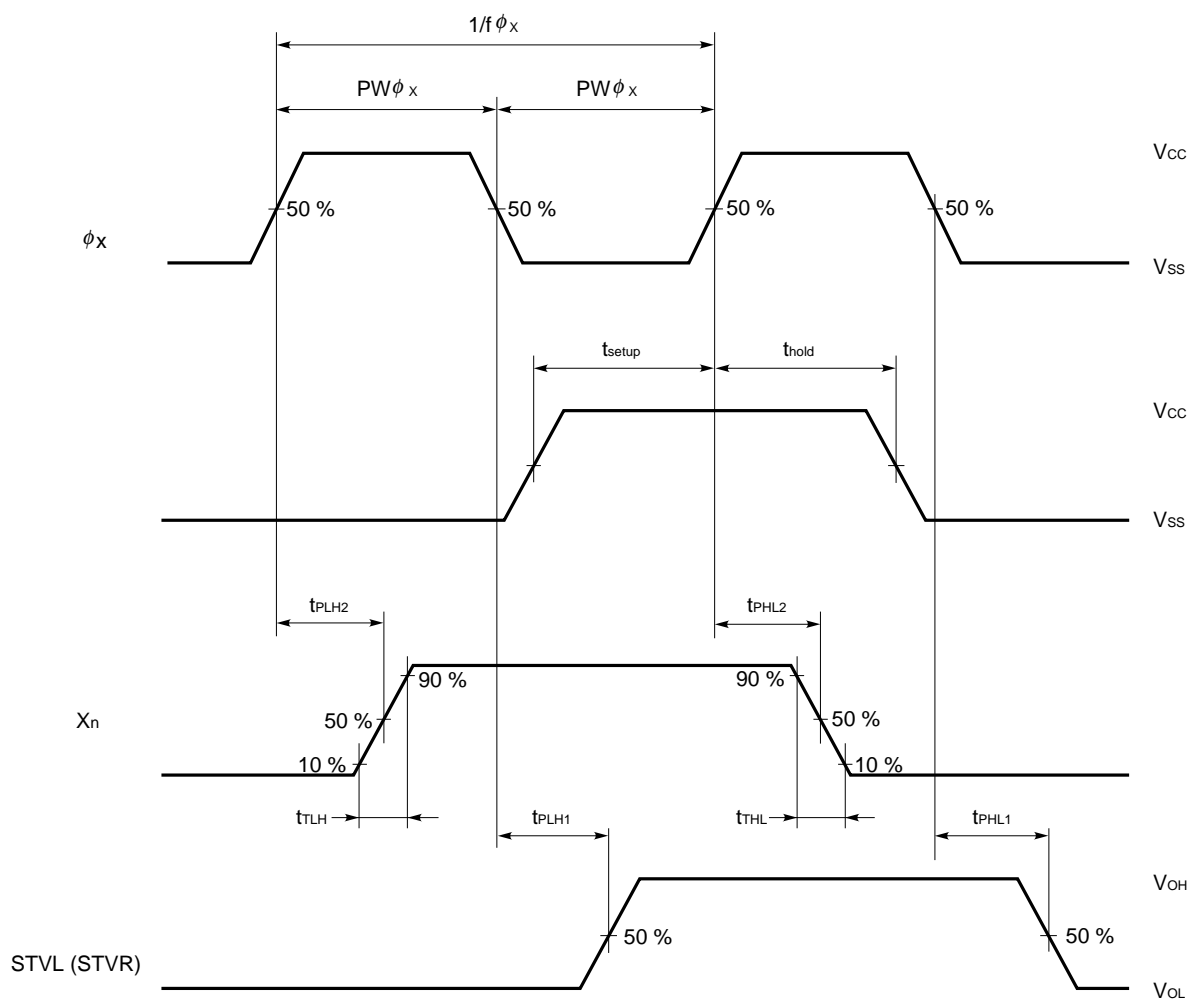 1/fϕX
PWϕX PWϕX
VCC
50 % 50 % 50 % 50 %
ϕX
VSS
tsetup thold
VCC
VSS
tPLH2 tPHL2
90 % 90 %
Xn 50 % 50 %
10 % 10 %
tTLH tPLH1 tTHL tPHL1
VOH
50 % 50 %
STVL (STVR)
VOL